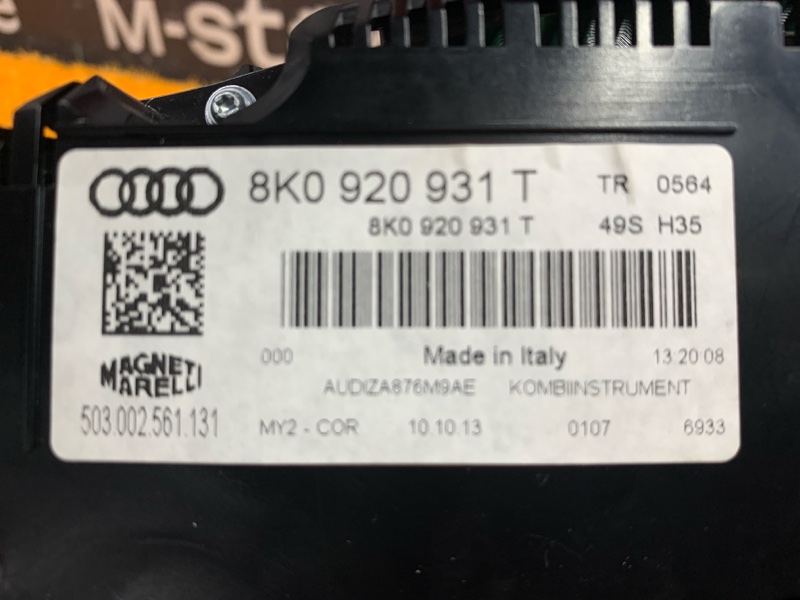 M-st
8K0 920 931 T TR 0564
8K0 920 931 T 49S H35
000 Made in Italy 13 20 08
MAGNETI MARELLI
AUDIZA876M9AE KOMBIINSTRUMENT
503.002.561.131
MY2 - COR 10.10.13 0107 6933